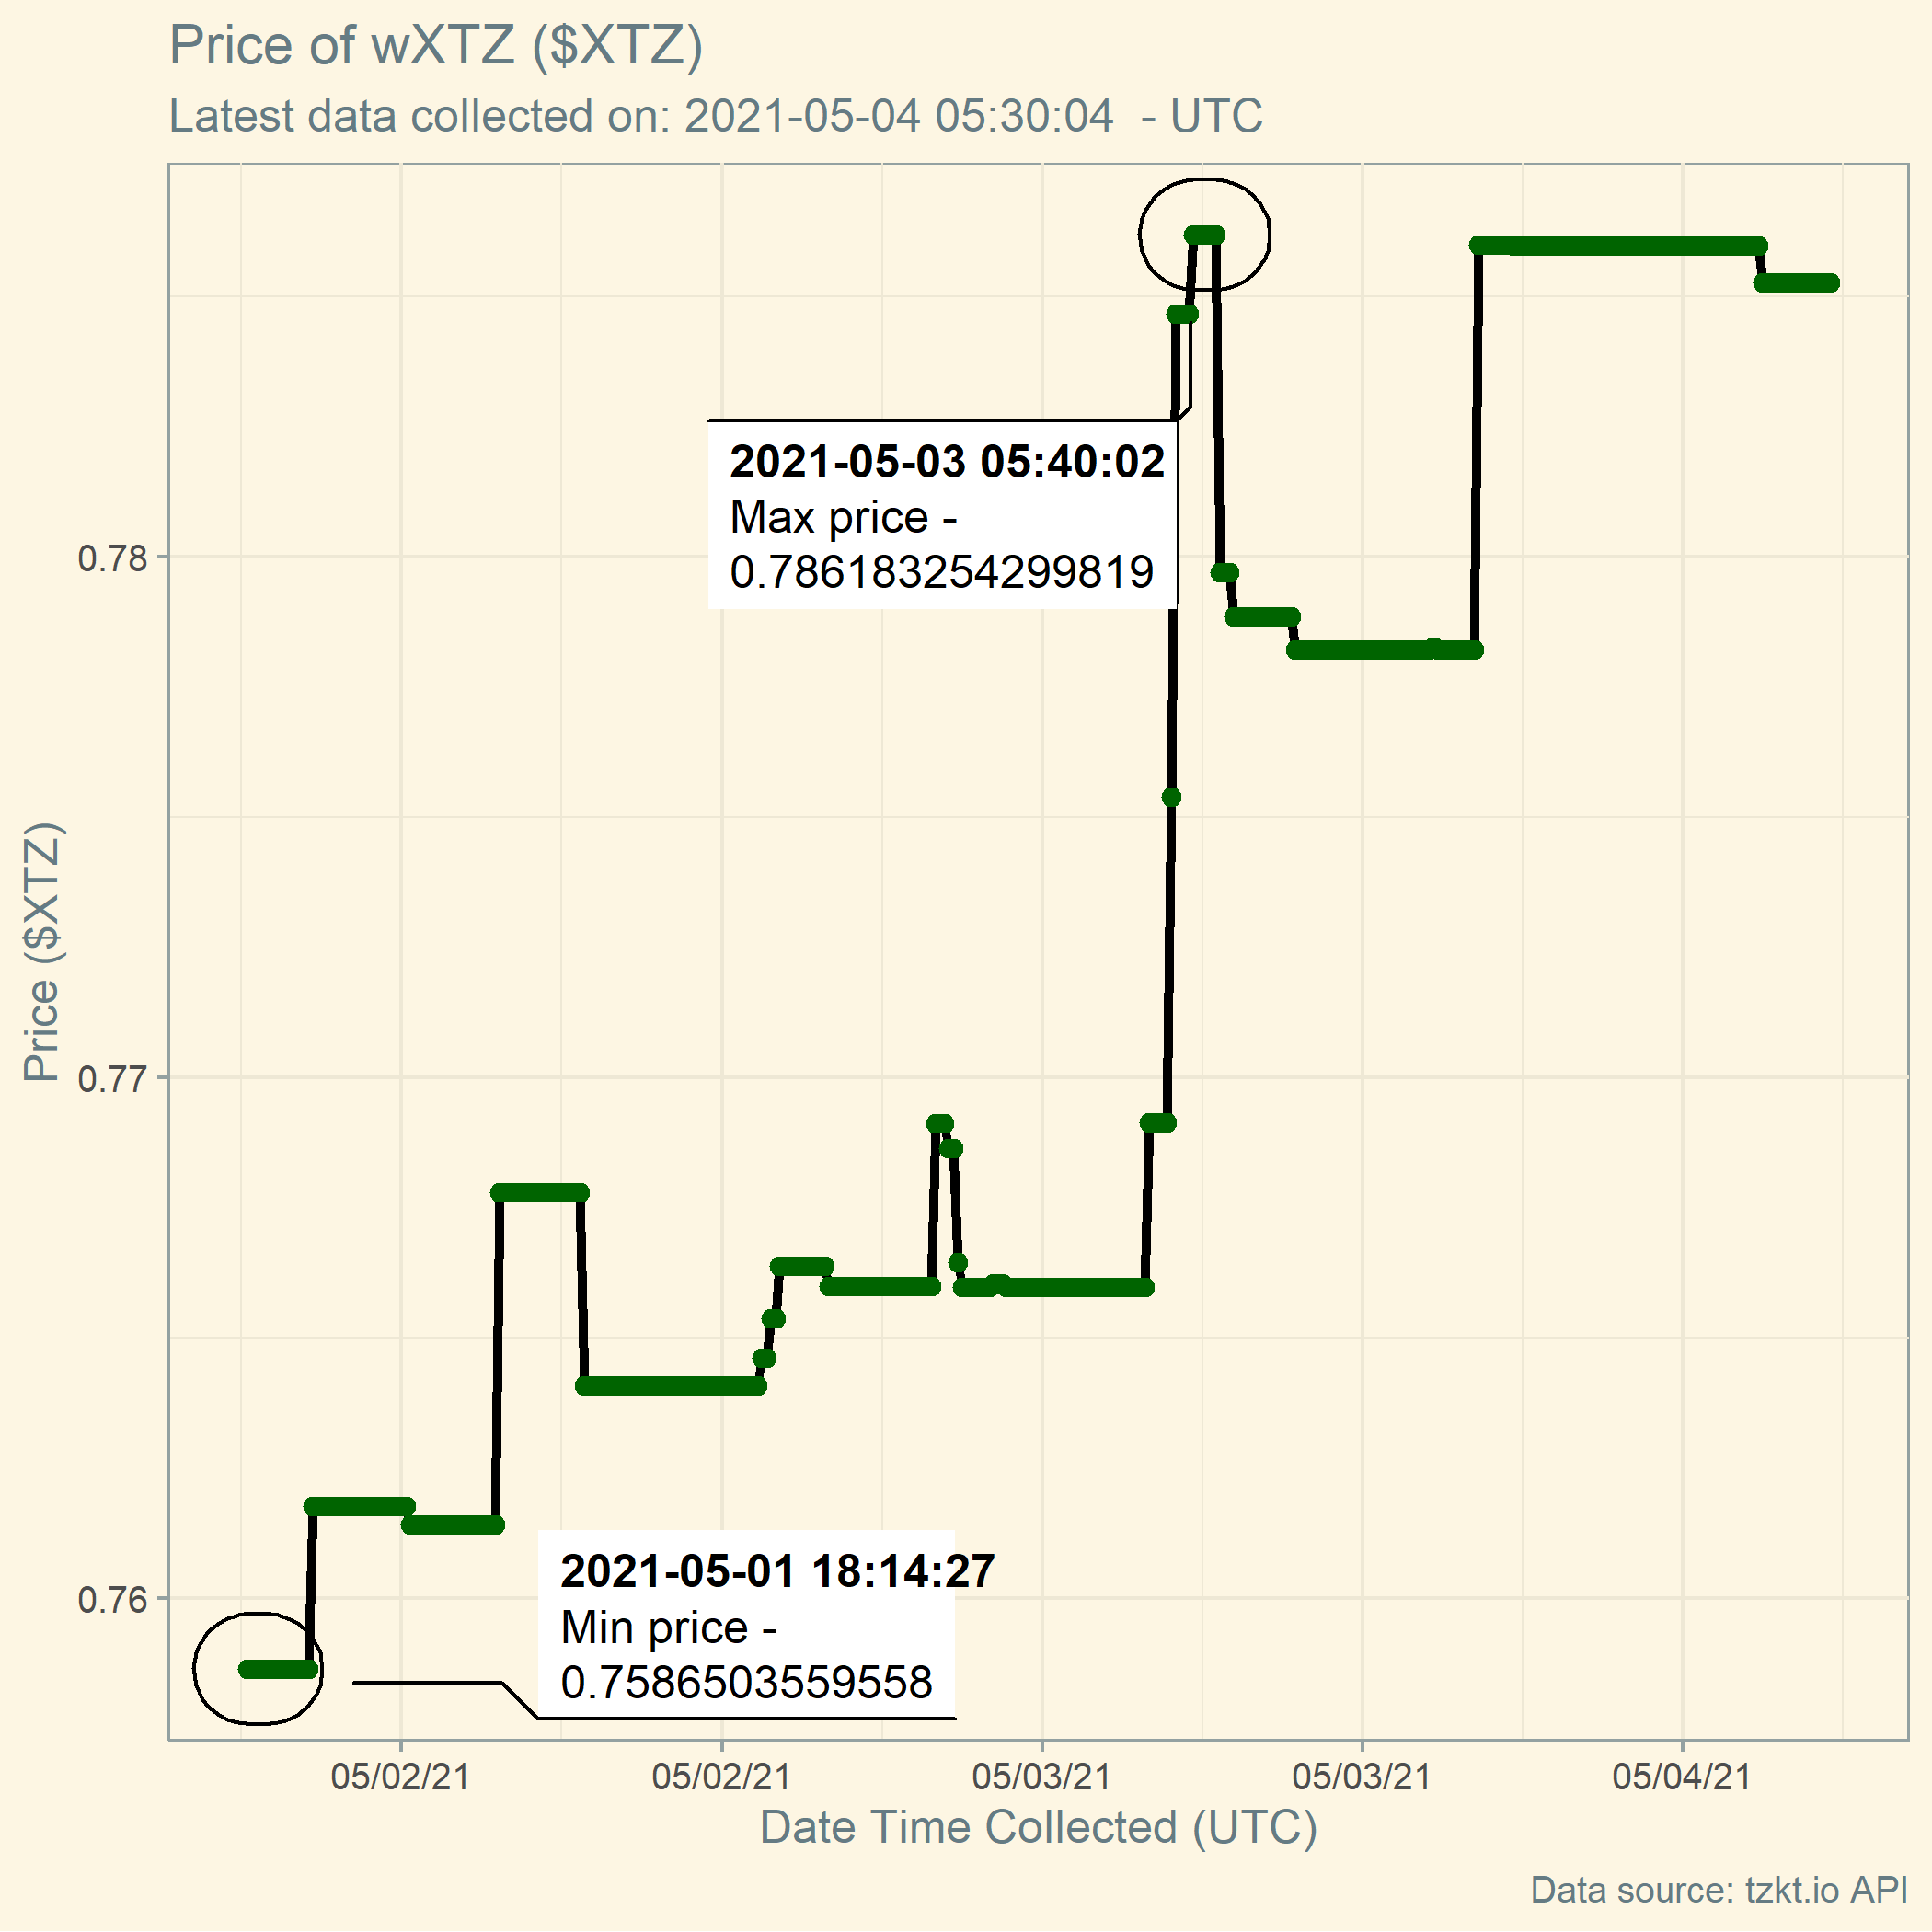 Price of wXTZ ($XTZ)
Latest data collected on: 2021-05-04 05:30:04 - UTC
2021-05-03 05:40:02
Max price -
0.786183254299819
0.78
Price ($XTZ)
0.77
0.76
2021-05-01 18:14:27
Min price -
0.7586503559558
05/02/21 05/02/21 05/03/21 05/03/21 05/04/21
Date Time Collected (UTC)
Data source: tzkt.io API